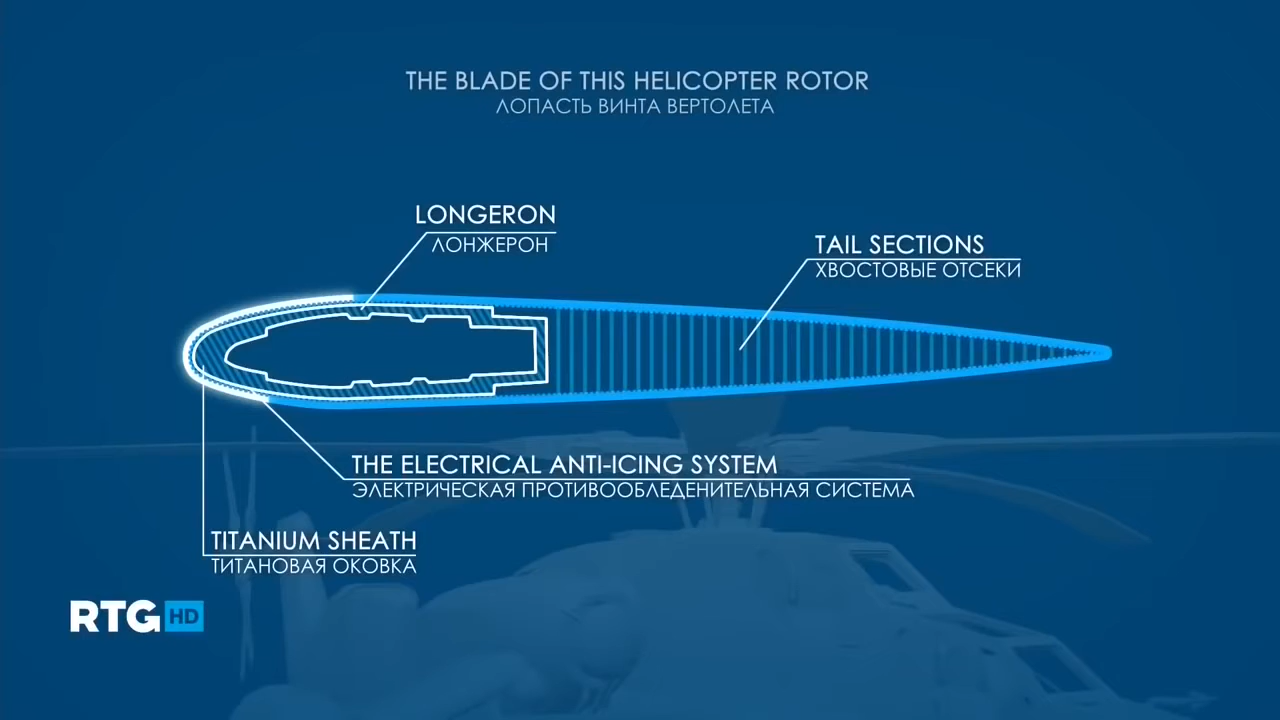 THE BLADE OF THIS HELICOPTER ROTOR
ЛОПАСТЬ ВИНТА ВЕРТОЛЕТА
LONGERON
ЛОНЖЕРОН
TAIL SECTIONS
ХВОСТОВЫЕ ОТСЕКИ
THE ELECTRICAL ANTI-ICING SYSTEM
ЭЛЕКТРИЧЕСКАЯ ПРОТИВООБЛЕДЕНИТЕЛЬНАЯ СИСТЕМА
TITANIUM SHEATH
ТИТАНОВАЯ ОКОВКА
RTG HD